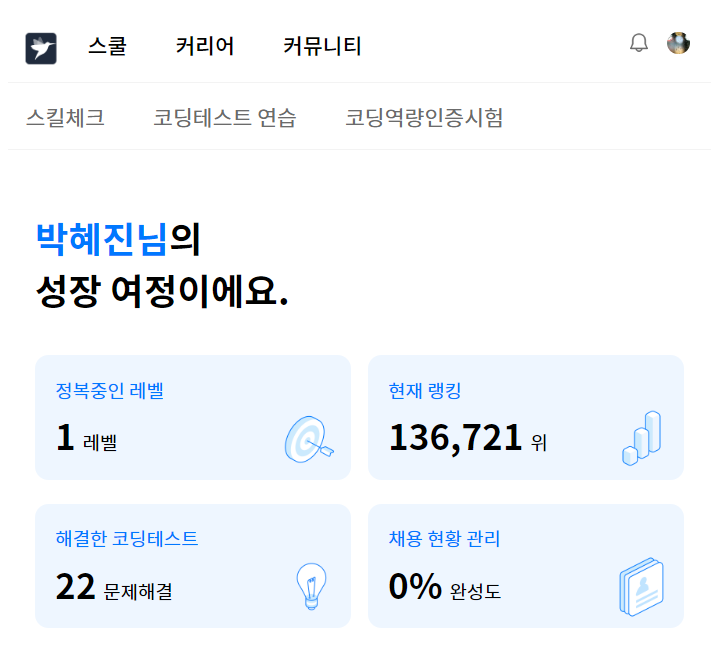 스쿨 커리어 커뮤니티
스킬체크 코딩테스트 연습 코딩역량인증시험
박혜진님의
성장 여정이에요.
정복중인 레벨
1 레벨
현재 랭킹
136,721 위
해결한 코딩테스트
22 문제해결
채용 현황 관리
0% 완성도